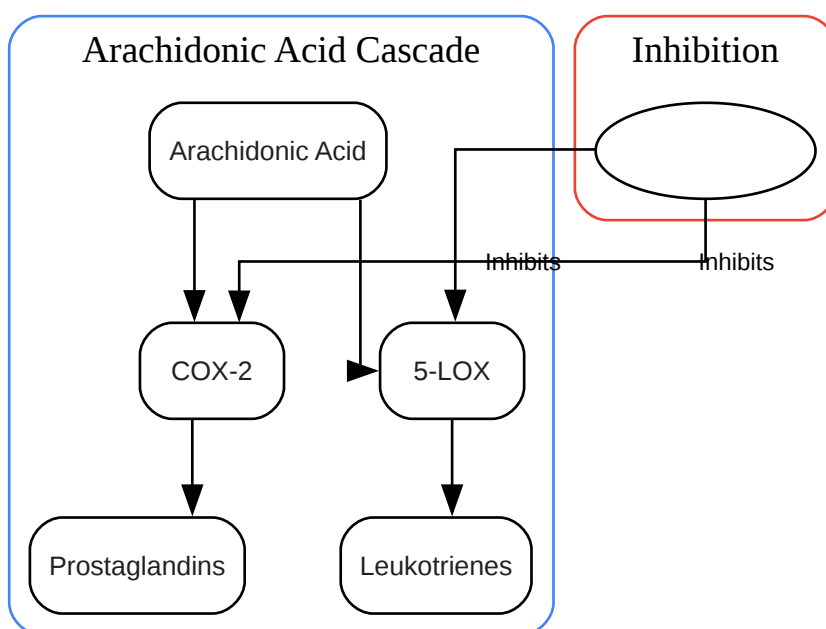 Arachidonic Acid Cascade
Inhibition
Arachidonic Acid
Inhibits
Inhibits
COX-2
5-LOX
Prostaglandins
Leukotrienes